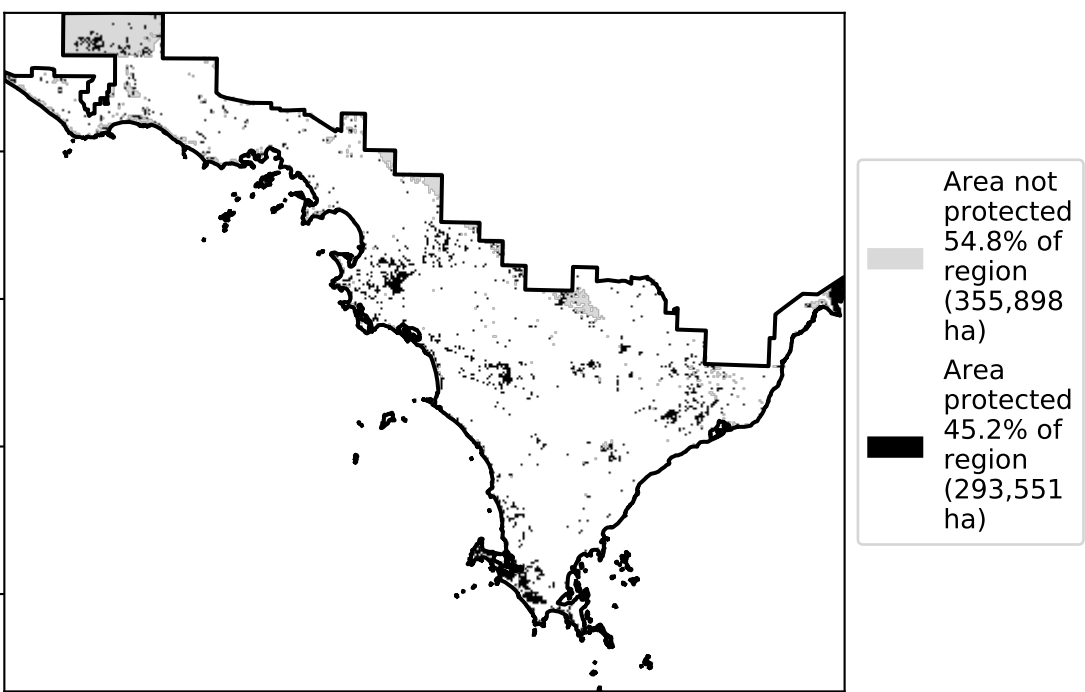 Area not
protected
54.8% of
region
(355,898
ha)
Area
protected
45.2% of
region
(293,551
ha)